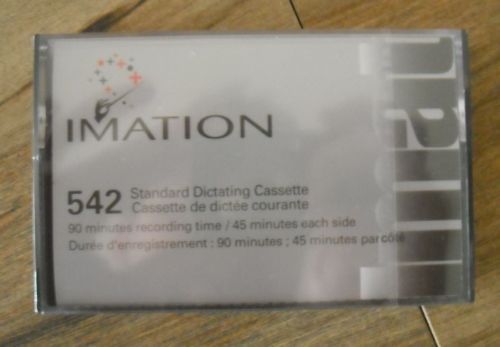 IMATION
542 Standard Dictating Cassette
Cassette de dictée courante
90 minutes recording time / 45 minutes each side
Durée d'enregistrement : 90 minutes ; 45 minutes par côté